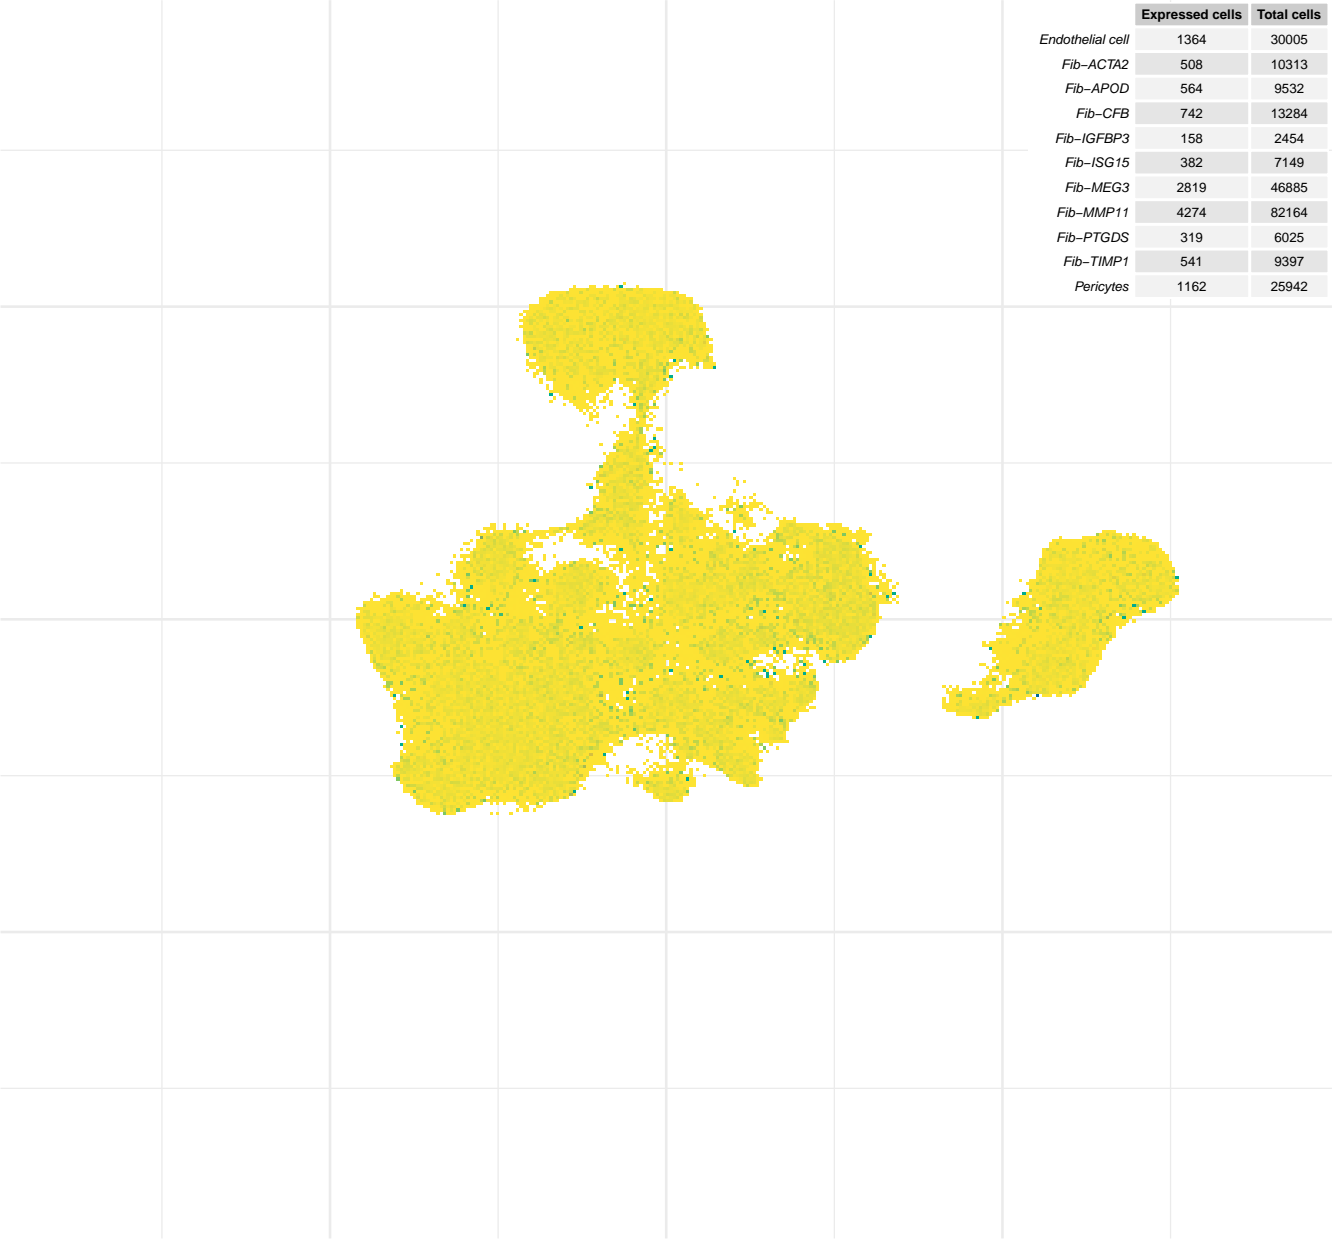 Expressed cells Total cells
Endothelial cell 1364 30005
Fib−ACTA2 508 10313
Fib−APOD 564 9532
Fib−CFB 742 13284
Fib−IGFBP3 158 2454
Fib−ISG15 382 7149
Fib−MEG3 2819 46885
Fib−MMP11 4274 82164
Fib−PTGDS 319 6025
Fib−TIMP1 541 9397
Pericytes 1162 25942